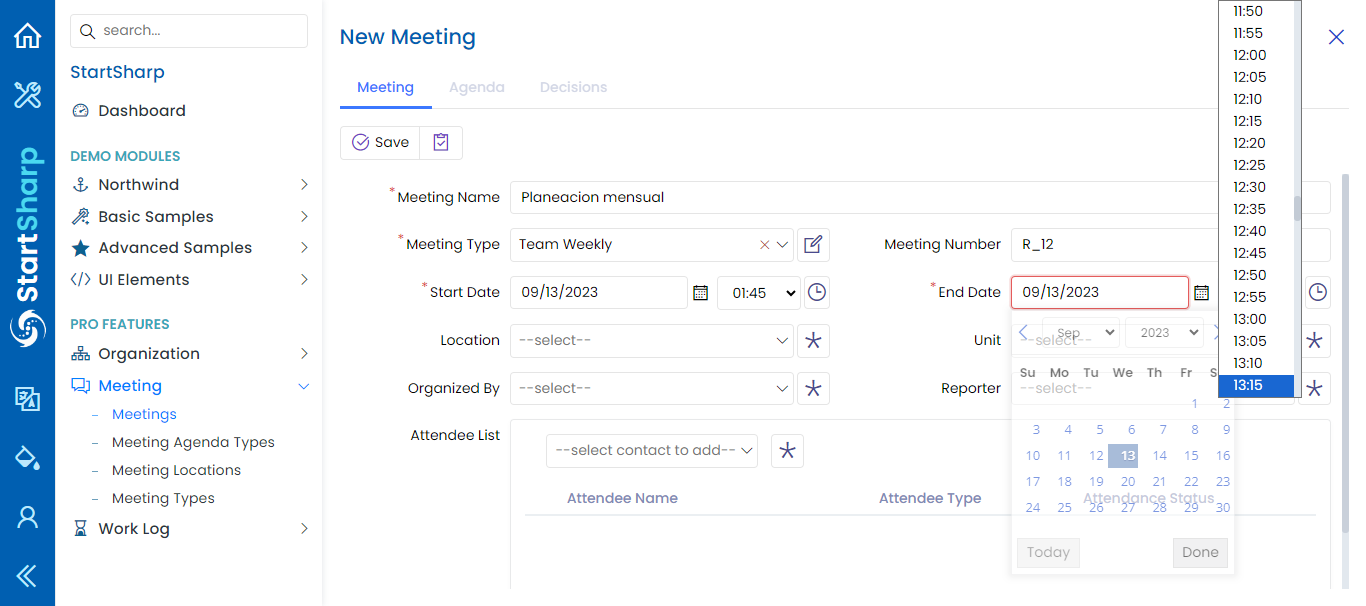 StartSharp
search...
StartSharp
Dashboard
DEMO MODULES
Northwind
Basic Samples
Advanced Samples
UI Elements
PRO FEATURES
Organization
Meeting
Meetings
Meeting Agenda Types
Meeting Locations
Meeting Types
Work Log
New Meeting
Meeting Agenda Decisions
Save
* Meeting Name Planeacion mensual
* Meeting Type Team Weekly
Meeting Number R_12
* Start Date 09/13/2023 01:45
* End Date 09/13/2023
Location --select--
Unit --select--
Organized By --select--
Reporter --select--
Attendee List
--select contact to add--
Attendee Name Attendee Type Attendance Status
Sep 2023
Su Mo Tu We Th Fr S
1 2
3 4 5 6 7 8 9
10 11 12 13 14 15 16
17 18 19 20 21 22 23
24 25 26 27 28 29 30
Today Done
11:50
11:55
12:00
12:05
12:10
12:15
12:20
12:25
12:30
12:35
12:40
12:45
12:50
12:55
13:00
13:05
13:10
13:15